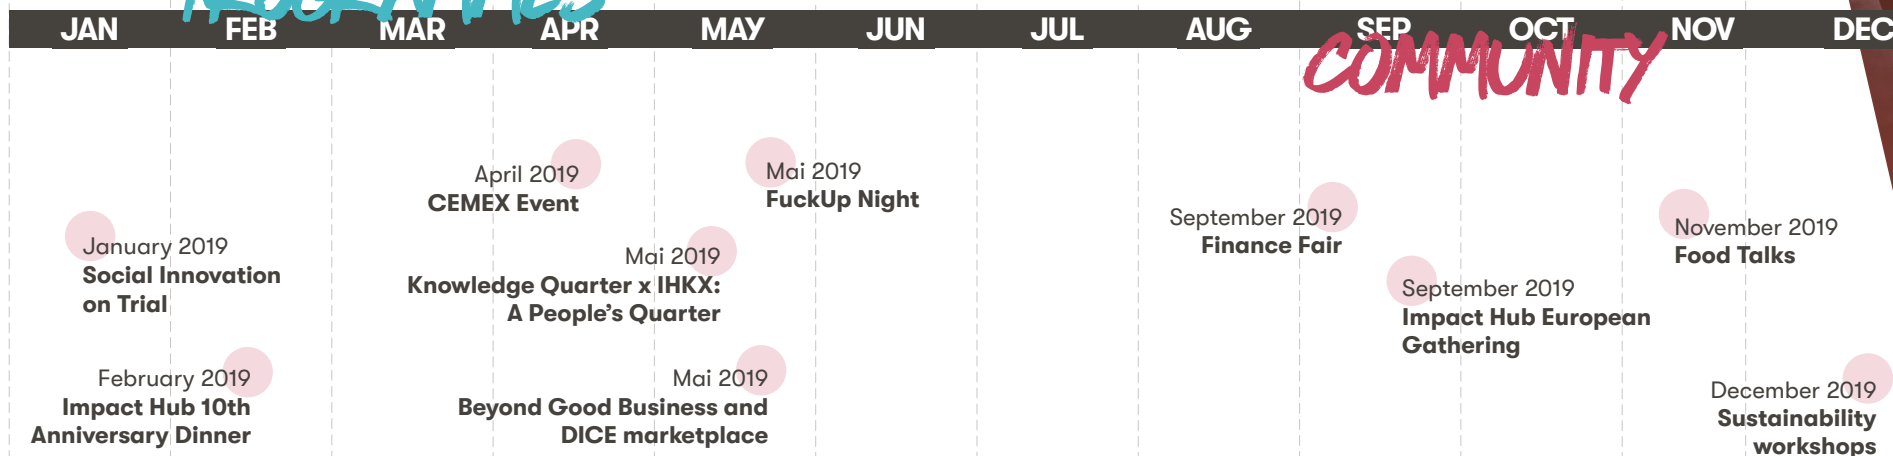 JAN FEB MAR APR MAY JUN JUL AUG SEP OCT NOV DEC
COMMUNITY
January 2019
Social Innovation
on Trial
February 2019
Impact Hub 10th
Anniversary Dinner
April 2019
CEMEX Event
Mai 2019
Knowledge Quarter x IHKX:
A People’s Quarter
Mai 2019
Beyond Good Business and
DICE marketplace
Mai 2019
FuckUp Night
September 2019
Finance Fair
September 2019
Impact Hub European
Gathering
November 2019
Food Talks
December 2019
Sustainability
workshops